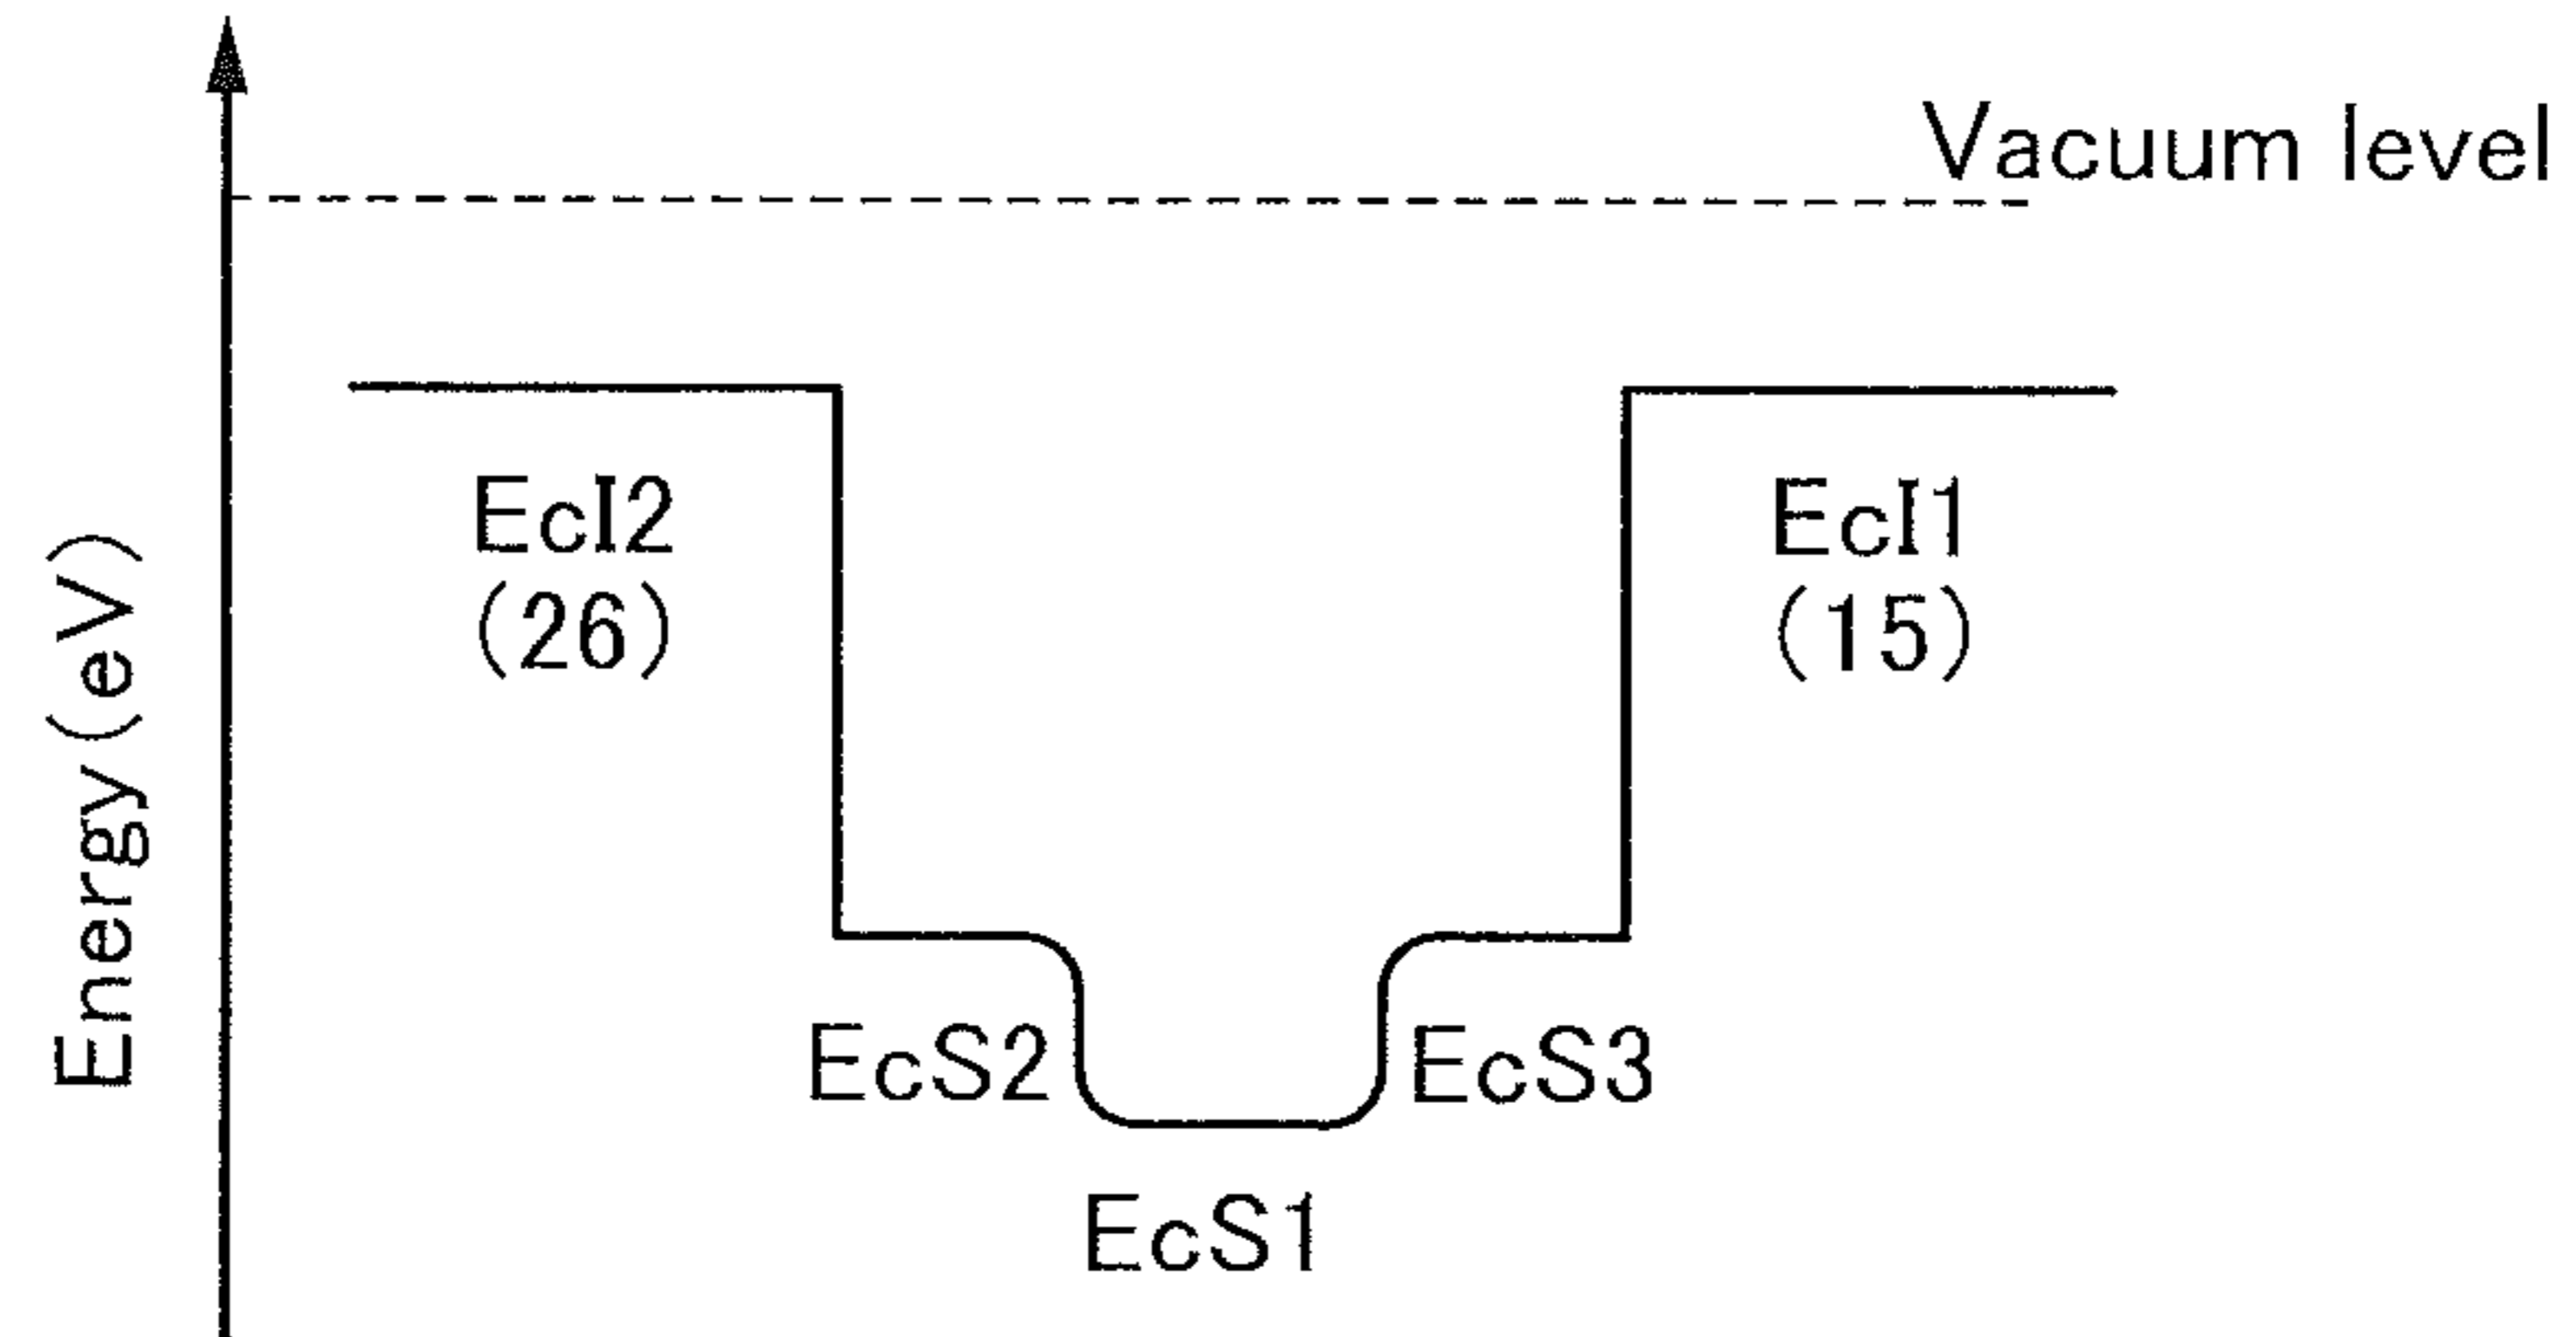 Vacuum level
EcI2
(26)
EcI1
(15)
Energy(eV)
EcS2
EcS3
EcS1